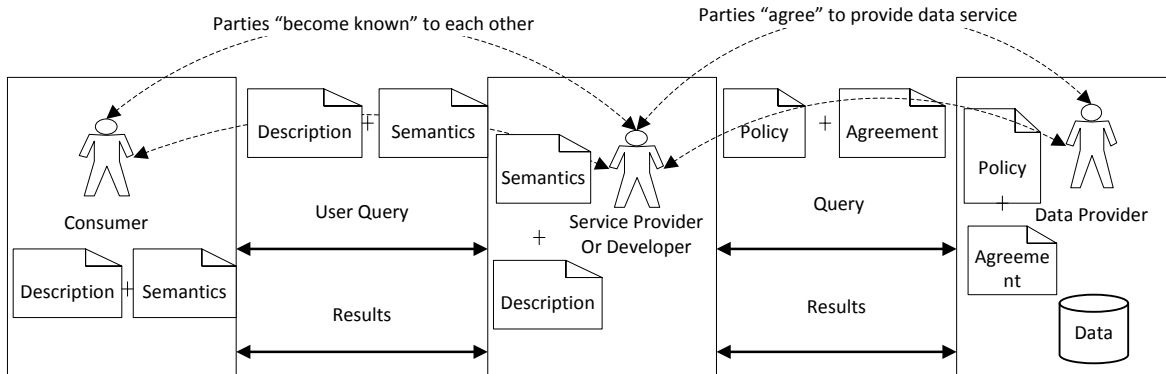 Parties “become known” to each other
Parties “agree” to provide data service
Description
+
Semantics
Policy
+
Agreement
Consumer
Description
+
Semantics
User Query
Results
Semantics
+
Description
Service Provider
Or Developer
Query
Results
Policy
+
Agreeme
nt
Data Provider
Data